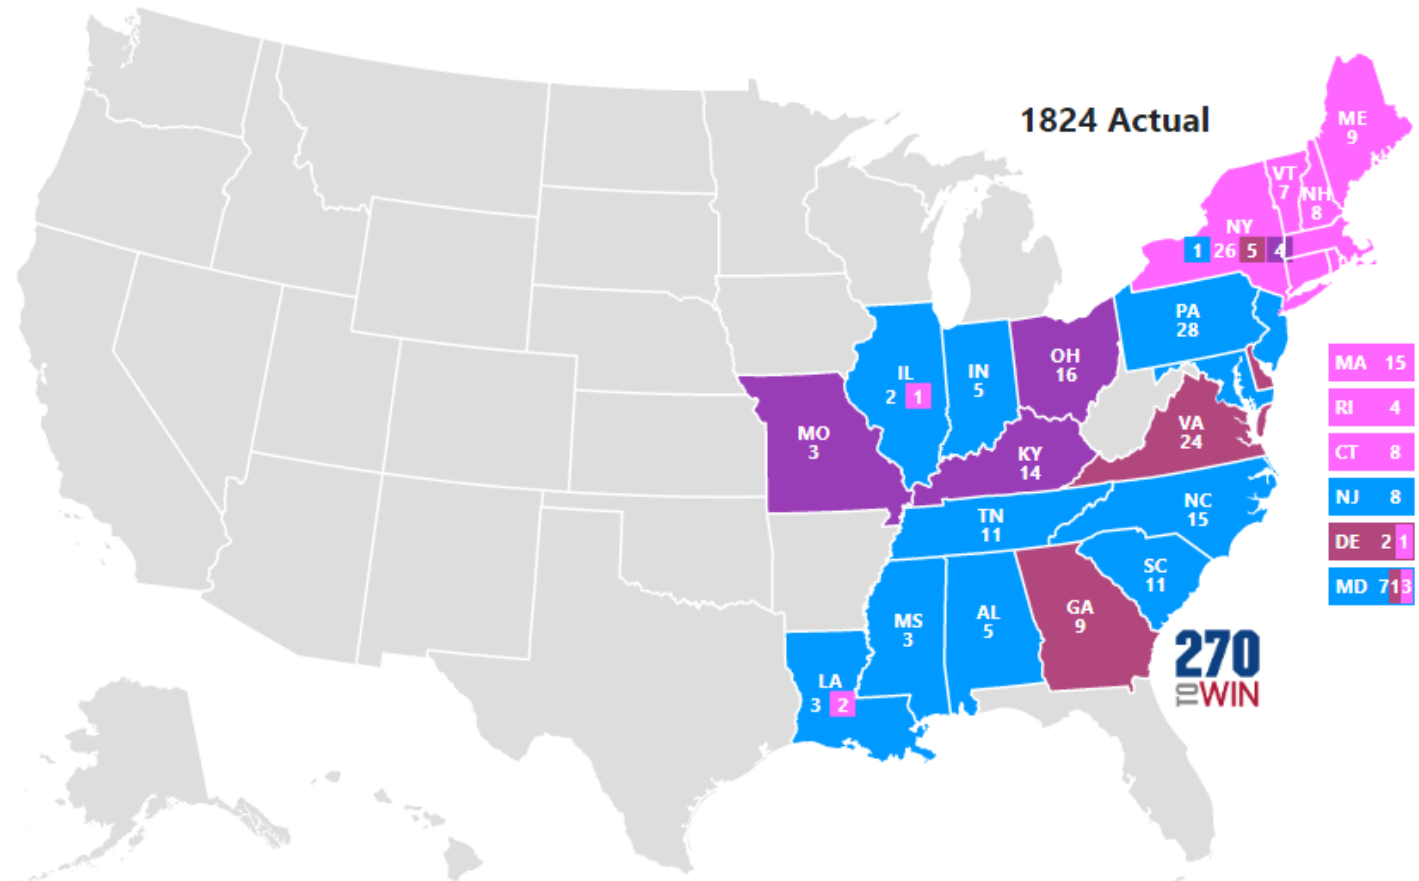 1824 Actual
ME
9
VT
7
NH
8
NY
1 26 5 4
PA
28
OH
16
IN
5
IL
2 1
MA 15
RI 4
CT 8
NJ 8
DE 2 1
MD 7 1 3
MO
3
KY
14
VA
24
NC
15
TN
11
SC
11
GA
9
AL
5
MS
3
LA
3 2
270
TO WIN